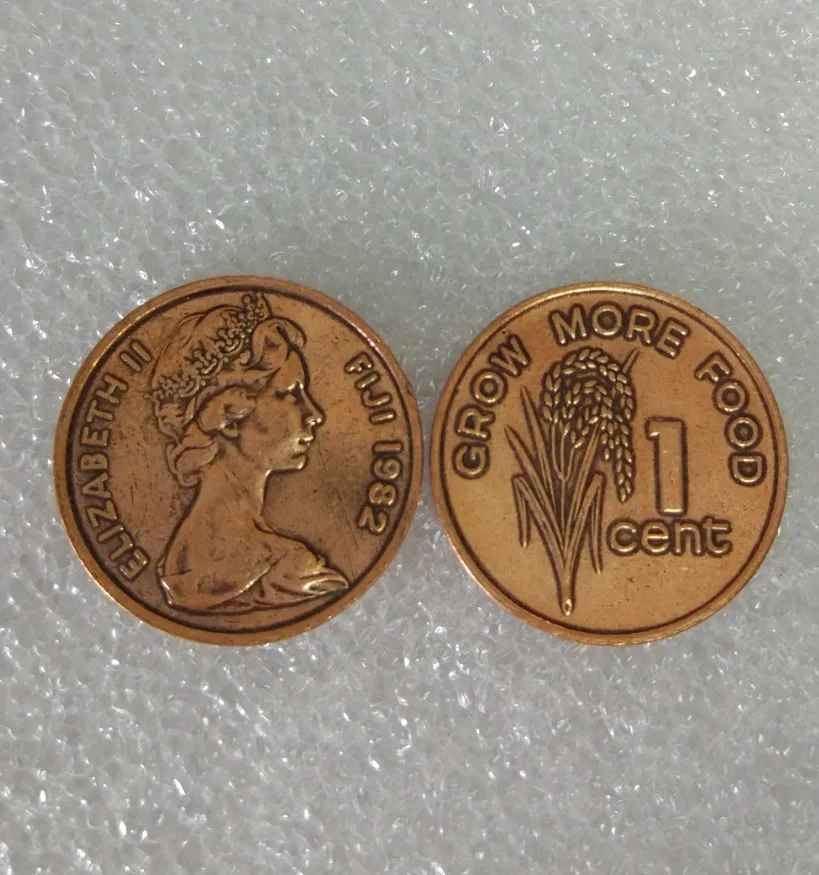 ELIZABETH II
FIJI 1982
GROW MORE FOOD
1
cent